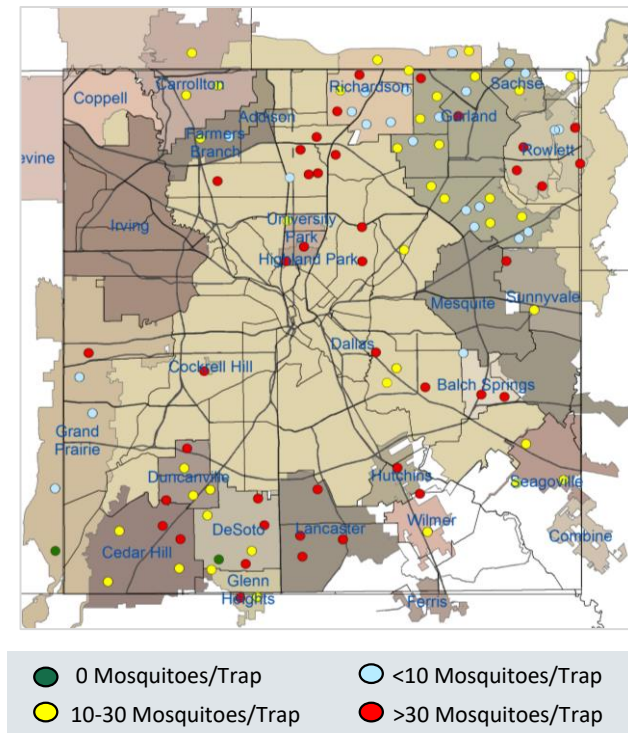 Carrollton
Richardson
Sachse
Coppell
Addison
Garland
Farmers
Branch
Rowlett
evine
University
Park
Irving
Highland Park
Mesquite
Sunnyvale
Dallas
Cockrell Hill
Balch Springs
Grand
Prairie
Duncanville
Hutchins
Seagoville
DeSoto
Lancaster
Wilmer
Combine
Cedar Hill
Glenn
Heights
Ferris
0 Mosquitoes/Trap
<10 Mosquitoes/Trap
10-30 Mosquitoes/Trap
>30 Mosquitoes/Trap